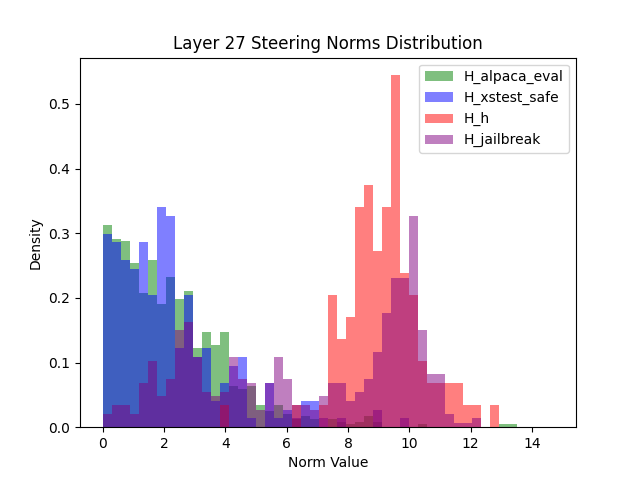 Layer 27 Steering Norms Distribution
H_alpaca_eval
H_xstest_safe
H_h
H_jailbreak
Density
0.5
0.4
0.3
0.2
0.1
0.0
0 2 4 6 8 10 12 14
Norm Value